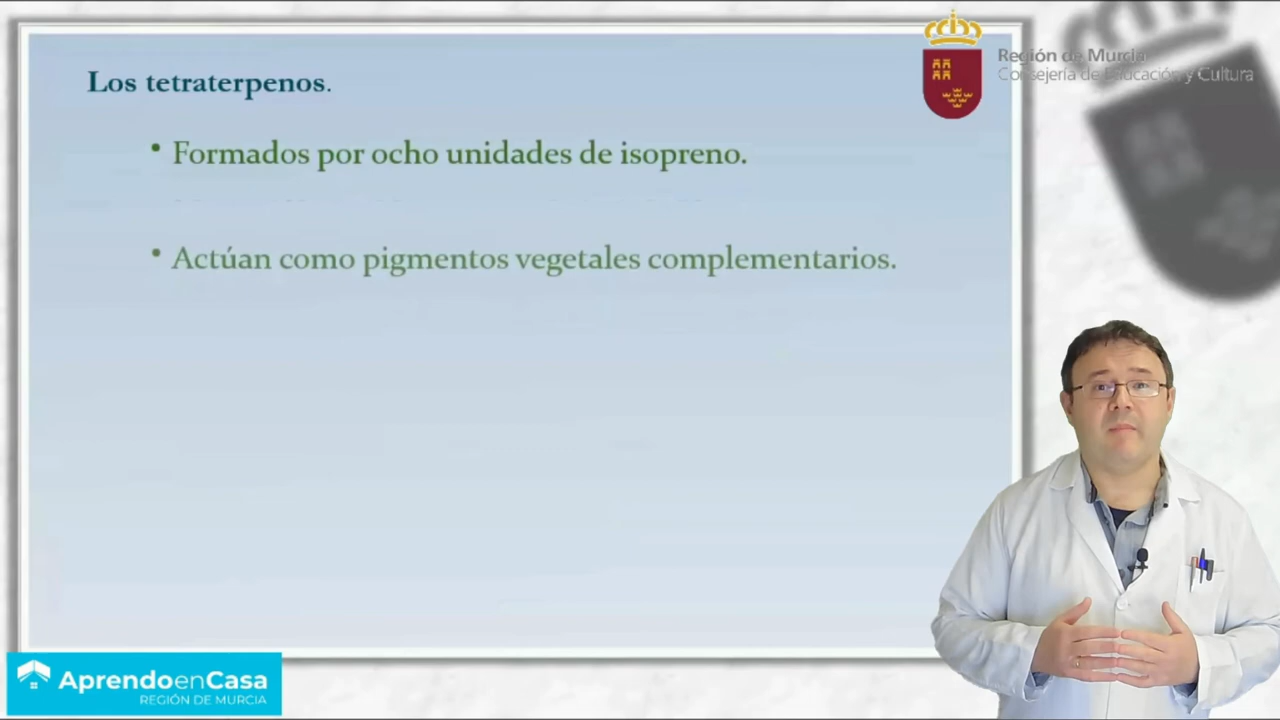 Los tetraterpenos.
Región de Murcia
Consejería de Educación y Cultura
• Formados por ocho unidades de isopreno.
• Actúan como pigmentos vegetales complementarios.
AprendoenCasa
REGIÓN DE MURCIA